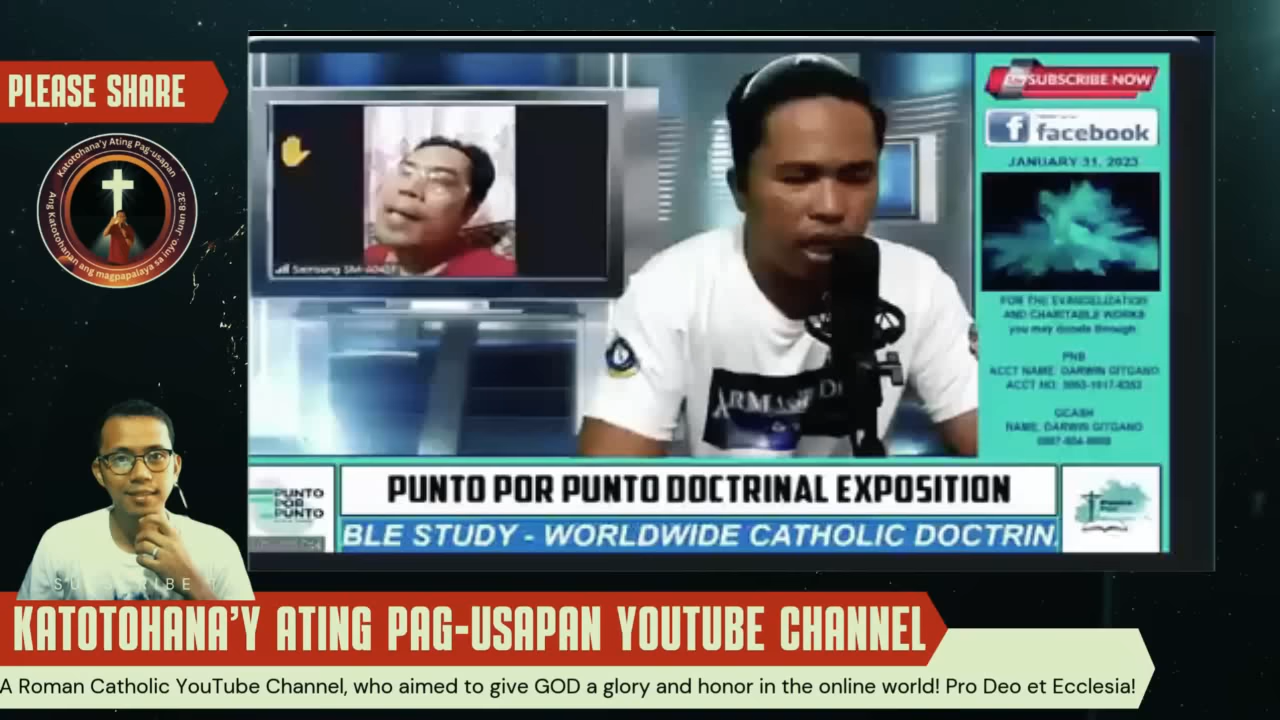 PLEASE SHARE
Katotohana'y Ating Pag-usapan
Ang Katotohanan ang magpapalaya sa inyo. Juan 8:32
SUBSCRIBE NOW
facebook
JANUARY 31, 2023
FOR THE EVANGELIZATION
AND CHARITABLE WORKS
you may donate through
PNB
ACCT NAME: DARWIN GITGANO
ACCT NO:
GCASH
NAME: DARWIN GITGANO
Samsung
PUNTO
POR
PUNTO
PUNTO POR PUNTO DOCTRINAL EXPOSITION
BLE STUDY - WORLDWIDE CATHOLIC DOCTRIN
SUBSCRIBE
KATOTOHANA'Y ATING PAG-USAPAN YOUTUBE CHANNEL
A Roman Catholic YouTube Channel, who aimed to give GOD a glory and honor in the online world! Pro Deo et Ecclesia!